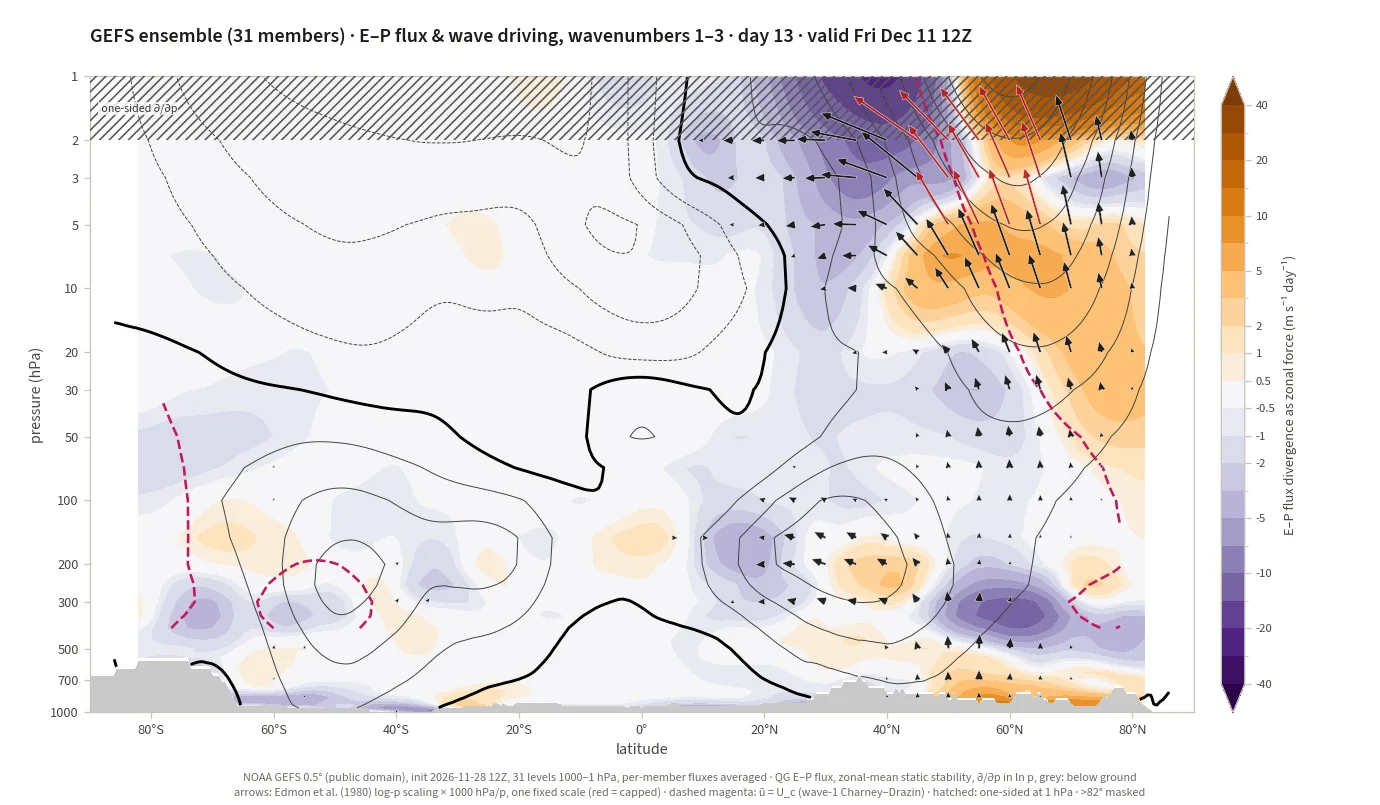 GEFS ensemble (31 members) · E–P flux & wave driving, wavenumbers 1–3 · day 13 · valid Fri Dec 11 12Z
one-sided ∂/∂p
pressure (hPa)
1
2
3
5
10
20
30
50
100
200
300
500
700
1000
80°S
60°S
40°S
20°S
0°
20°N
40°N
60°N
80°N
latitude
40
20
10
5
2
1
0.5
-0.5
-1
-2
-5
-10
-20
-40
E–P flux divergence as zonal force (m s⁻¹ day⁻¹)
NOAA GEFS 0.5° (public domain), init 2026-11-28 12Z, 31 levels 1000–1 hPa, per-member fluxes averaged · QG E–P flux, zonal-mean static stability, ∂/∂p in ln p, grey: below ground
arrows: Edmon et al. (1980) log-p scaling × 1000 hPa/p, one fixed scale (red = capped) · dashed magenta: ū = U_c (wave-1 Charney–Drazin) · hatched: one-sided at 1 hPa · >82° masked